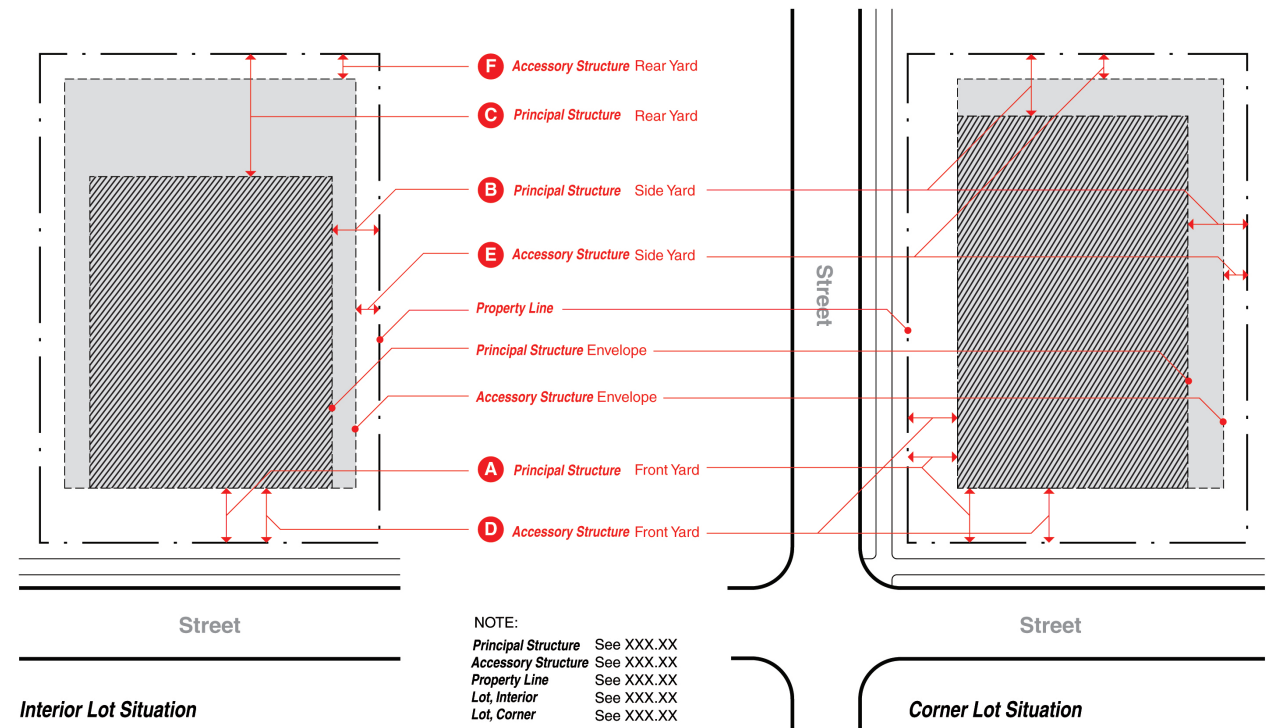 F Accessory Structure Rear Yard
C Principal Structure Rear Yard
B Principal Structure Side Yard
E Accessory Structure Side Yard
Property Line
Principal Structure Envelope
Accessory Structure Envelope
A Principal Structure Front Yard
D Accessory Structure Front Yard
Street
Street
Street
NOTE:
Principal Structure See XXX.XX
Accessory Structure See XXX.XX
Property Line See XXX.XX
Lot, Interior See XXX.XX
Lot, Corner See XXX.XX
Interior Lot Situation
Corner Lot Situation